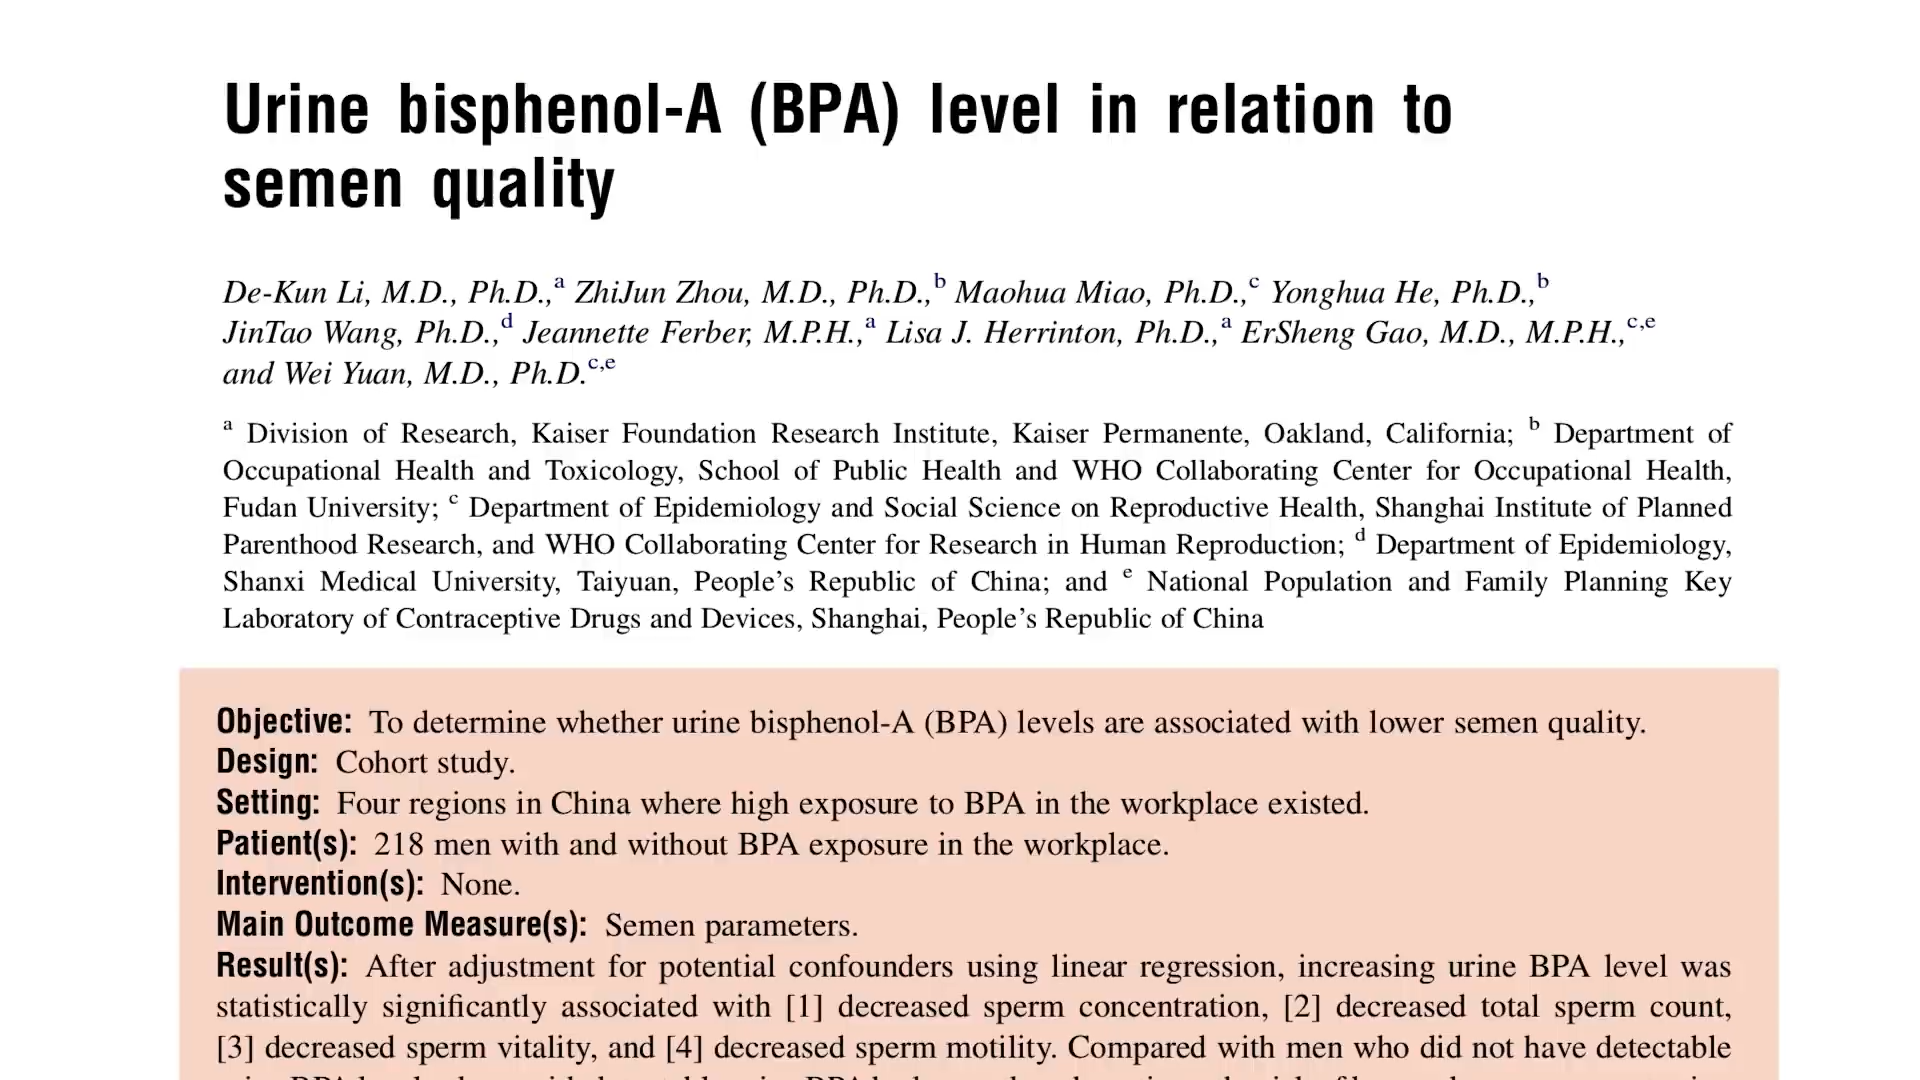 Urine bisphenol-A (BPA) level in relation to
semen quality
De-Kun Li, M.D., Ph.D.,a ZhiJun Zhou, M.D., Ph.D.,b Maohua Miao, Ph.D.,c Yonghua He, Ph.D.,b
JinTao Wang, Ph.D.,d Jeannette Ferber, M.P.H.,a Lisa J. Herrinton, Ph.D.,a ErSheng Gao, M.D., M.P.H.,c,e
and Wei Yuan, M.D., Ph.D.c,e
a Division of Research, Kaiser Foundation Research Institute, Kaiser Permanente, Oakland, California; b Department of
Occupational Health and Toxicology, School of Public Health and WHO Collaborating Center for Occupational Health,
Fudan University; c Department of Epidemiology and Social Science on Reproductive Health, Shanghai Institute of Planned
Parenthood Research, and WHO Collaborating Center for Research in Human Reproduction; d Department of Epidemiology,
Shanxi Medical University, Taiyuan, People's Republic of China; and e National Population and Family Planning Key
Laboratory of Contraceptive Drugs and Devices, Shanghai, People's Republic of China
Objective: To determine whether urine bisphenol-A (BPA) levels are associated with lower semen quality.
Design: Cohort study.
Setting: Four regions in China where high exposure to BPA in the workplace existed.
Patient(s): 218 men with and without BPA exposure in the workplace.
Intervention(s): None.
Main Outcome Measure(s): Semen parameters.
Result(s): After adjustment for potential confounders using linear regression, increasing urine BPA level was
statistically significantly associated with [1] decreased sperm concentration, [2] decreased total sperm count,
[3] decreased sperm vitality, and [4] decreased sperm motility. Compared with men who did not have detectable